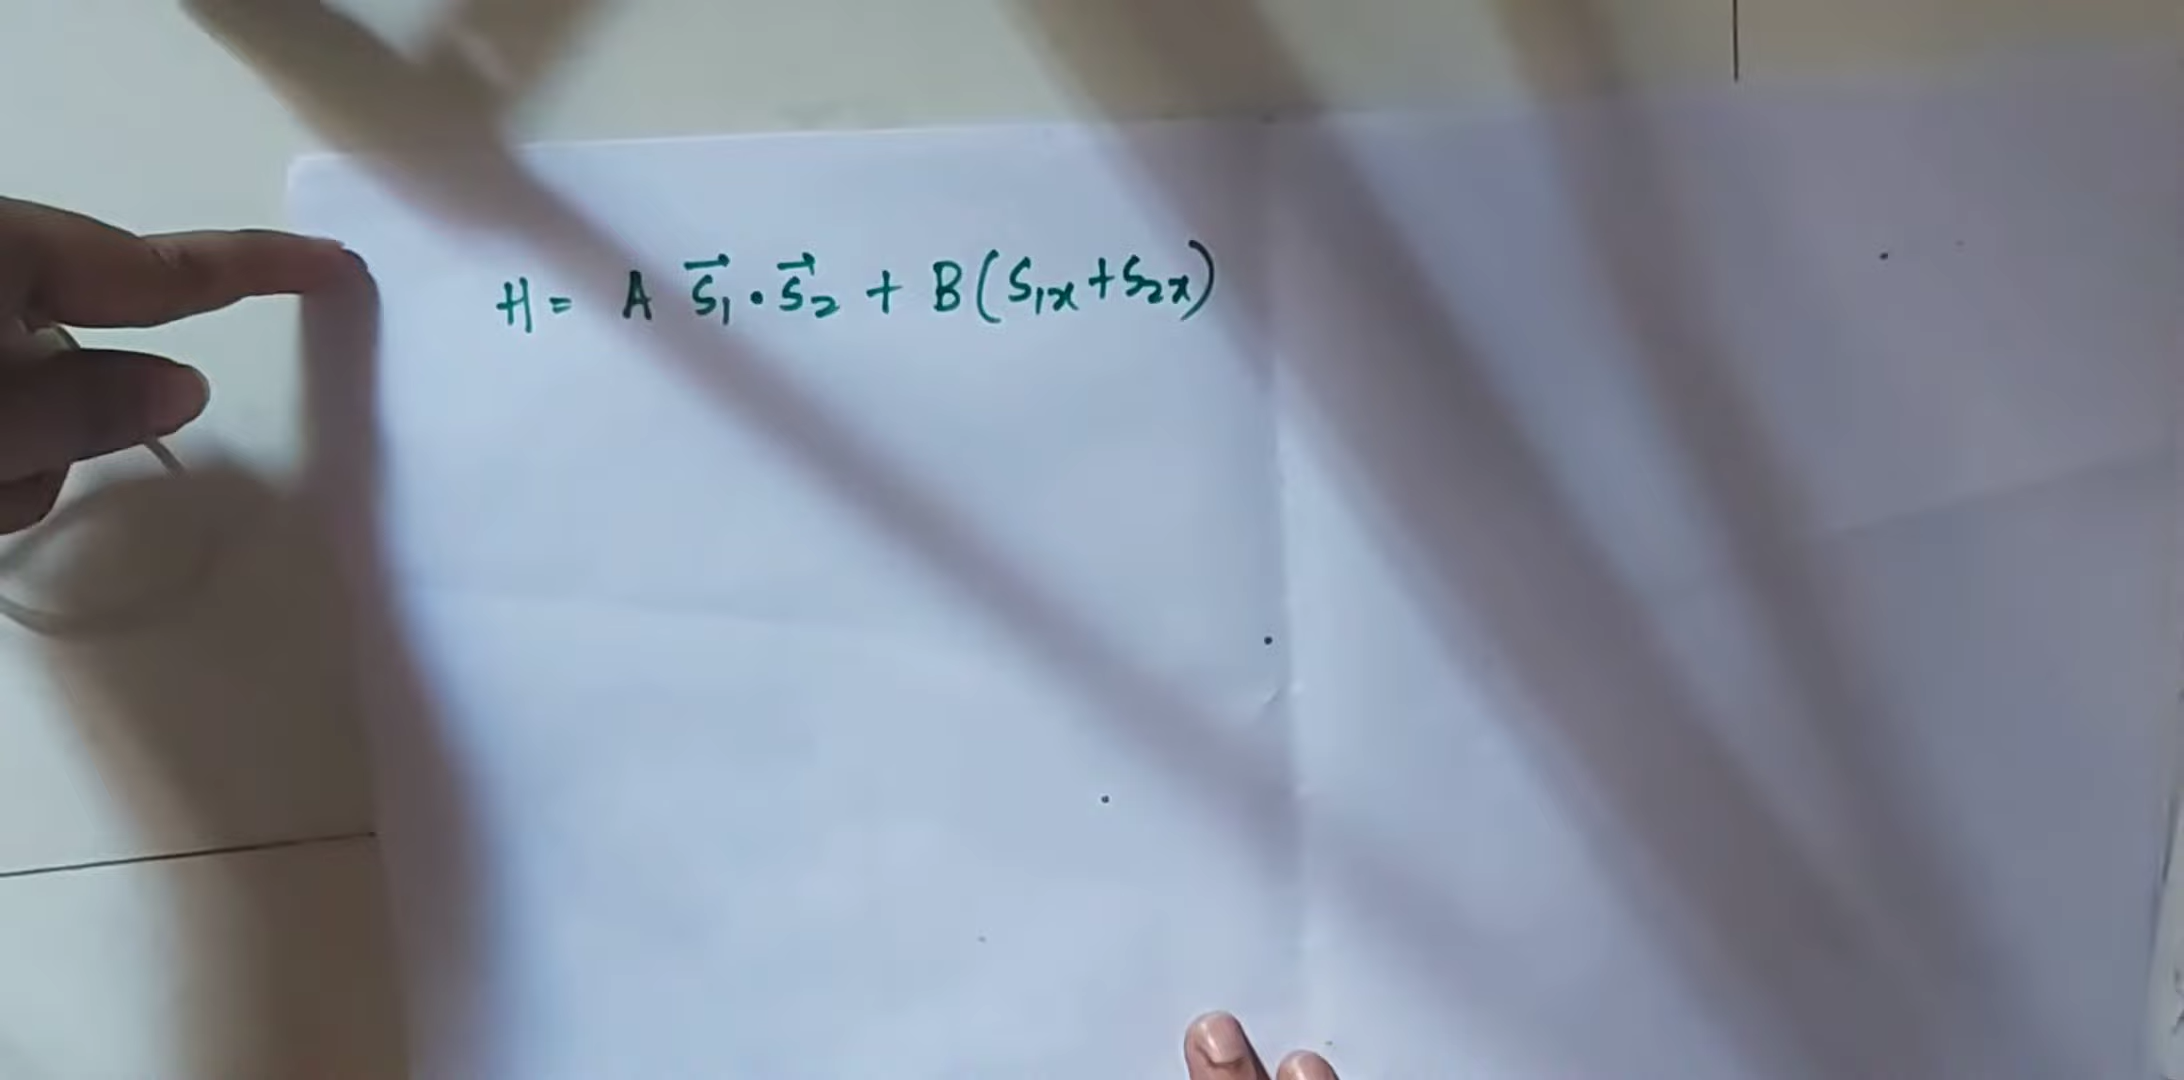 H = A S⃗₁ · S⃗₂ + B(S₁ₓ + S₂ₓ)